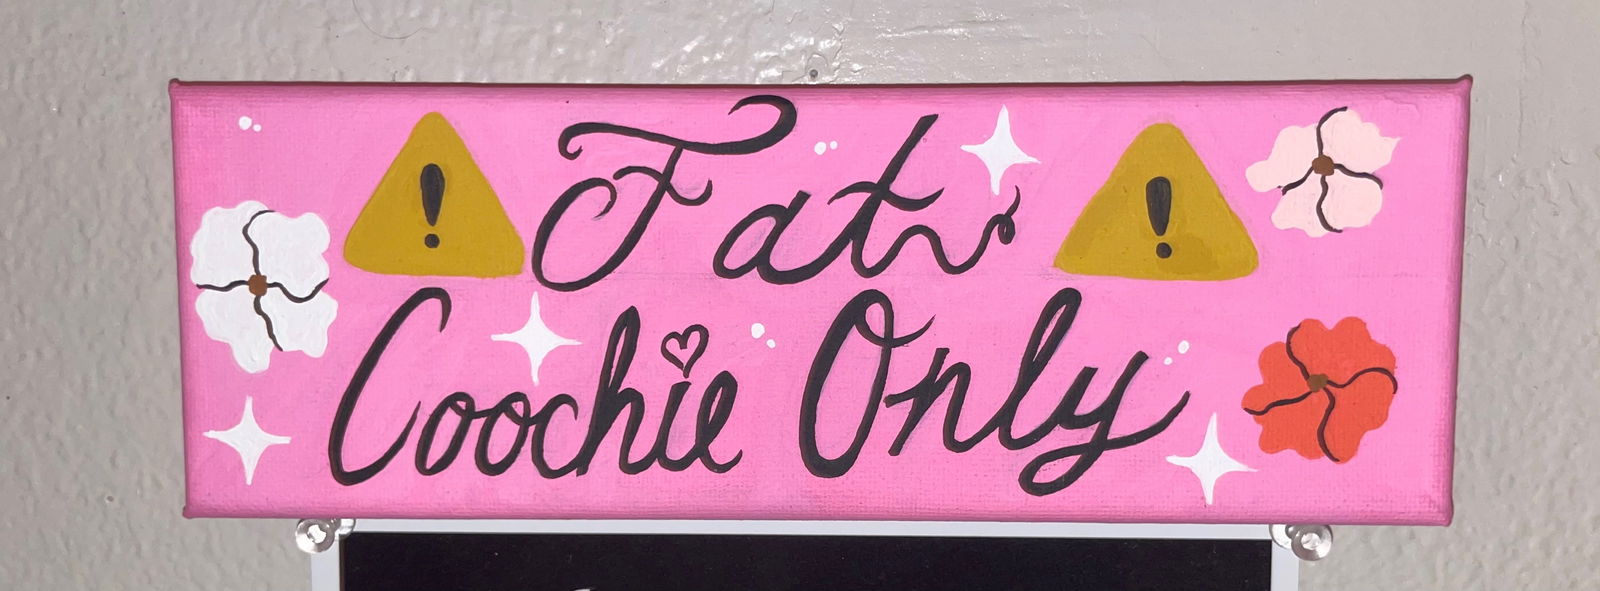 ! Fat !
Coochie Only